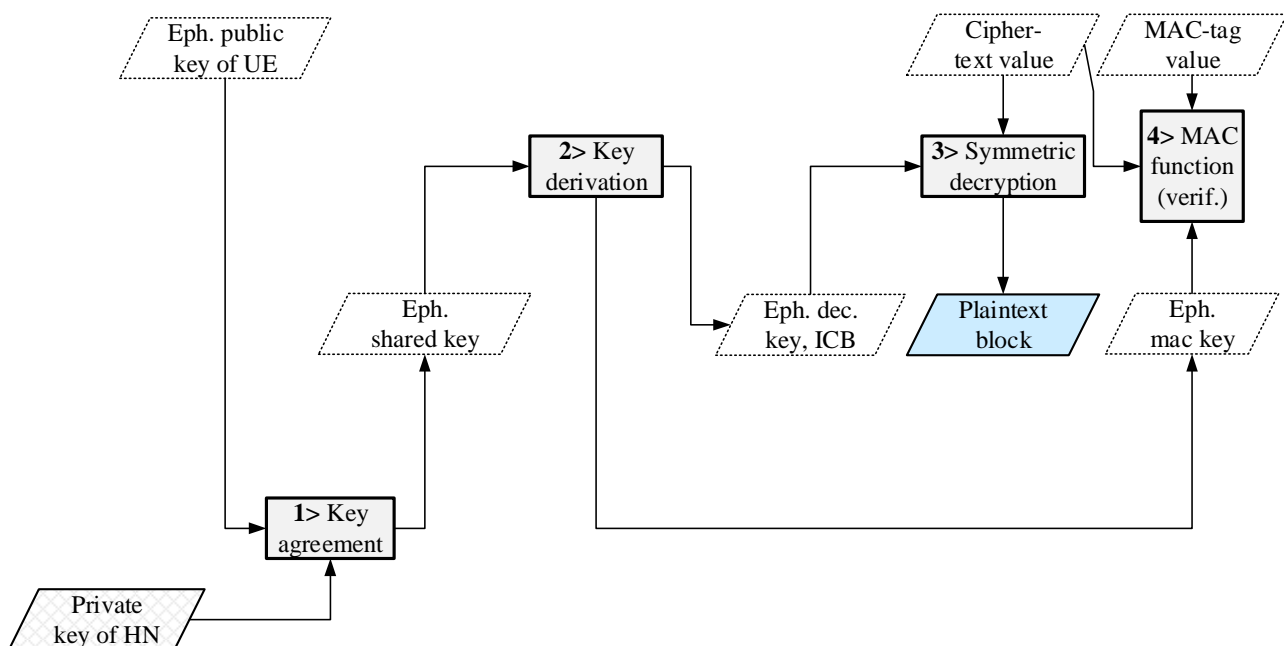 Eph. public
key of UE
Cipher-
text value
MAC-tag
value
2> Key
derivation
3> Symmetric
decryption
4> MAC
function
(verif.)
Eph.
shared key
Eph. dec.
key, ICB
Plaintext
block
Eph.
mac key
1> Key
agreement
Private
key of HN